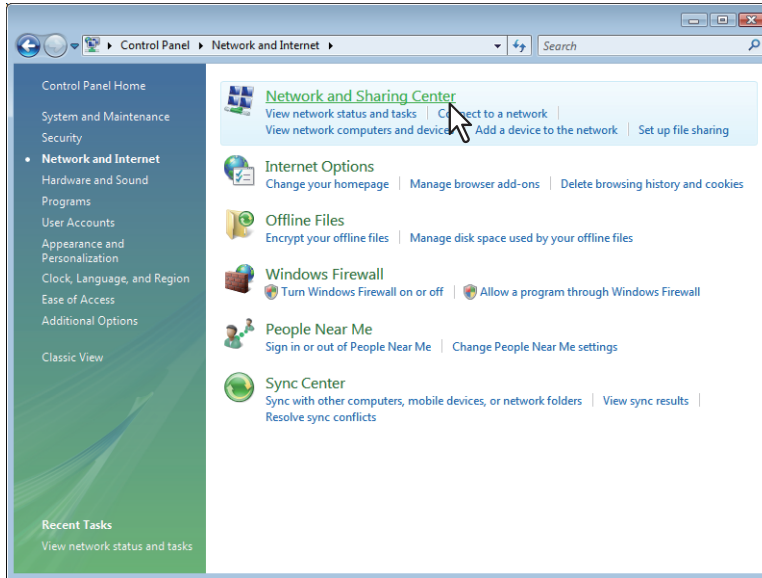 Control Panel Network and Internet Search
Control Panel Home
System and Maintenance
Security
Network and Internet
Hardware and Sound
Programs
User Accounts
Appearance and
Personalization
Clock, Language, and Region
Ease of Access
Additional Options
Classic View
Recent Tasks
View network status and tasks
Network and Sharing Center
View network status and tasks to a network
View network computers and Add a device to the network Set up file sharing
Internet Options
Change your homepage Manage browser add-ons Delete browsing history and cookies
Offline Files
Encrypt your offline files Manage disk space used by your offline files
Windows Firewall
Turn Windows Firewall on or off Allow a program through Windows Firewall
People Near Me
Sign in or out of People Near Me Change People Near Me settings
Sync Center
Sync with other computers, mobile devices, or network folders View sync results
Resolve sync conflicts